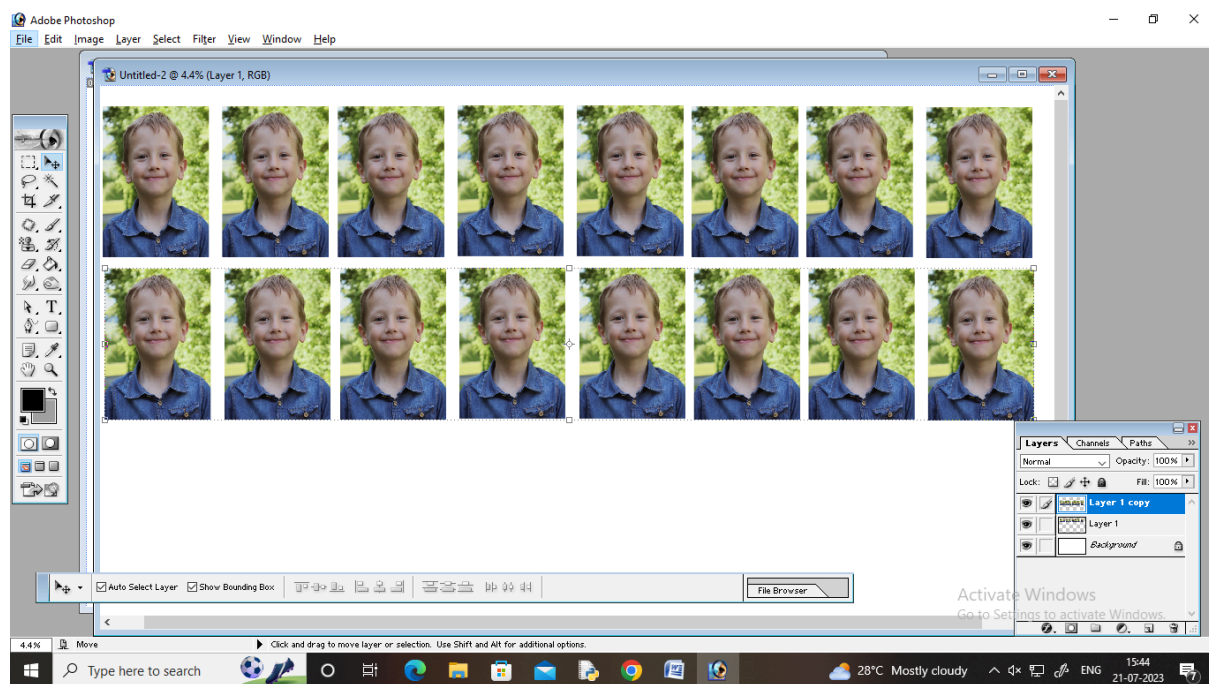 Adobe Photoshop
File Edit Image Layer Select Filter View Window Help
Untitled-2 @ 4.4% (Layer 1, RGB)
Layers Channels Paths
Normal Opacity: 100%
Lock: Fill: 100%
Layer 1 copy
Layer 1
Background
Auto Select Layer Show Bounding Box File Browser
Activate Windows
Go to Settings to activate Windows.
4.4% Move Click and drag to move layer or selection. Use Shift and Alt for additional options.
Type here to search 28°C Mostly cloudy ENG 15:44
21-07-2023 7